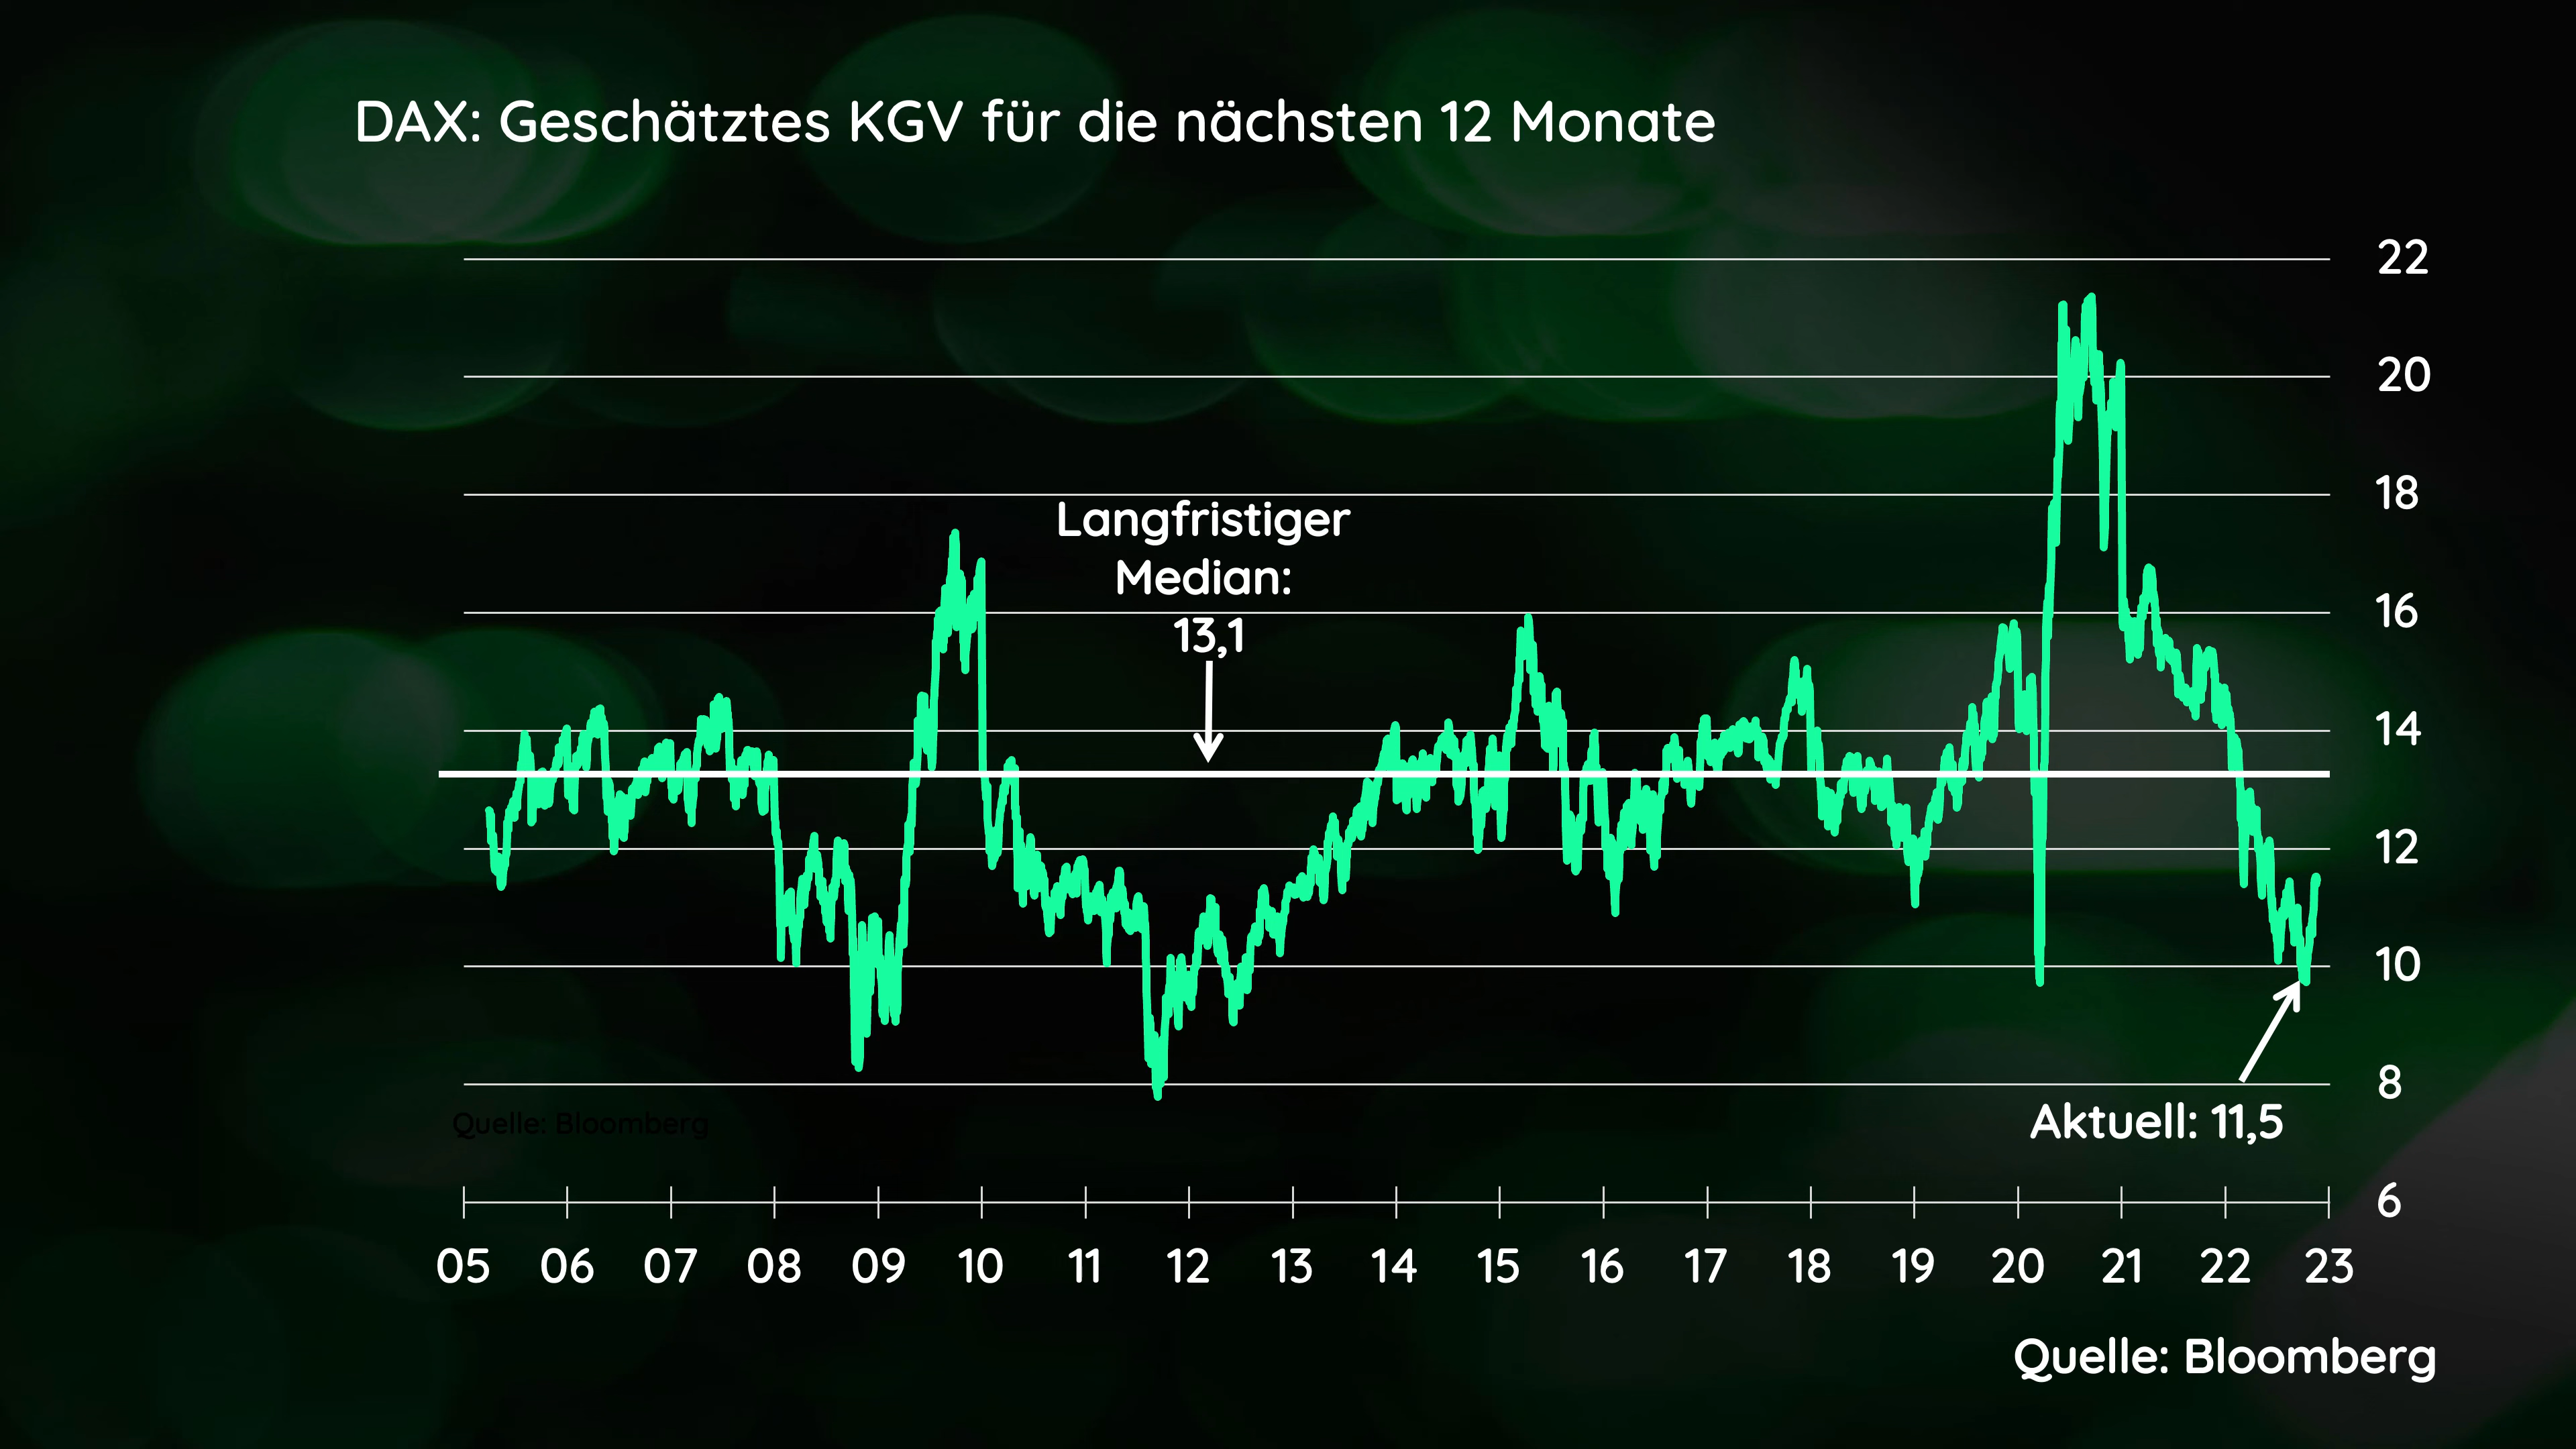 DAX: Geschätztes KGV für die nächsten 12 Monate
22
20
18
Langfristiger
Median:
13,1
16
14
12
10
8
Aktuell: 11,5
Quelle: Bloomberg
6
05 06 07 08 09 10 11 12 13 14 15 16 17 18 19 20 21 22 23
Quelle: Bloomberg